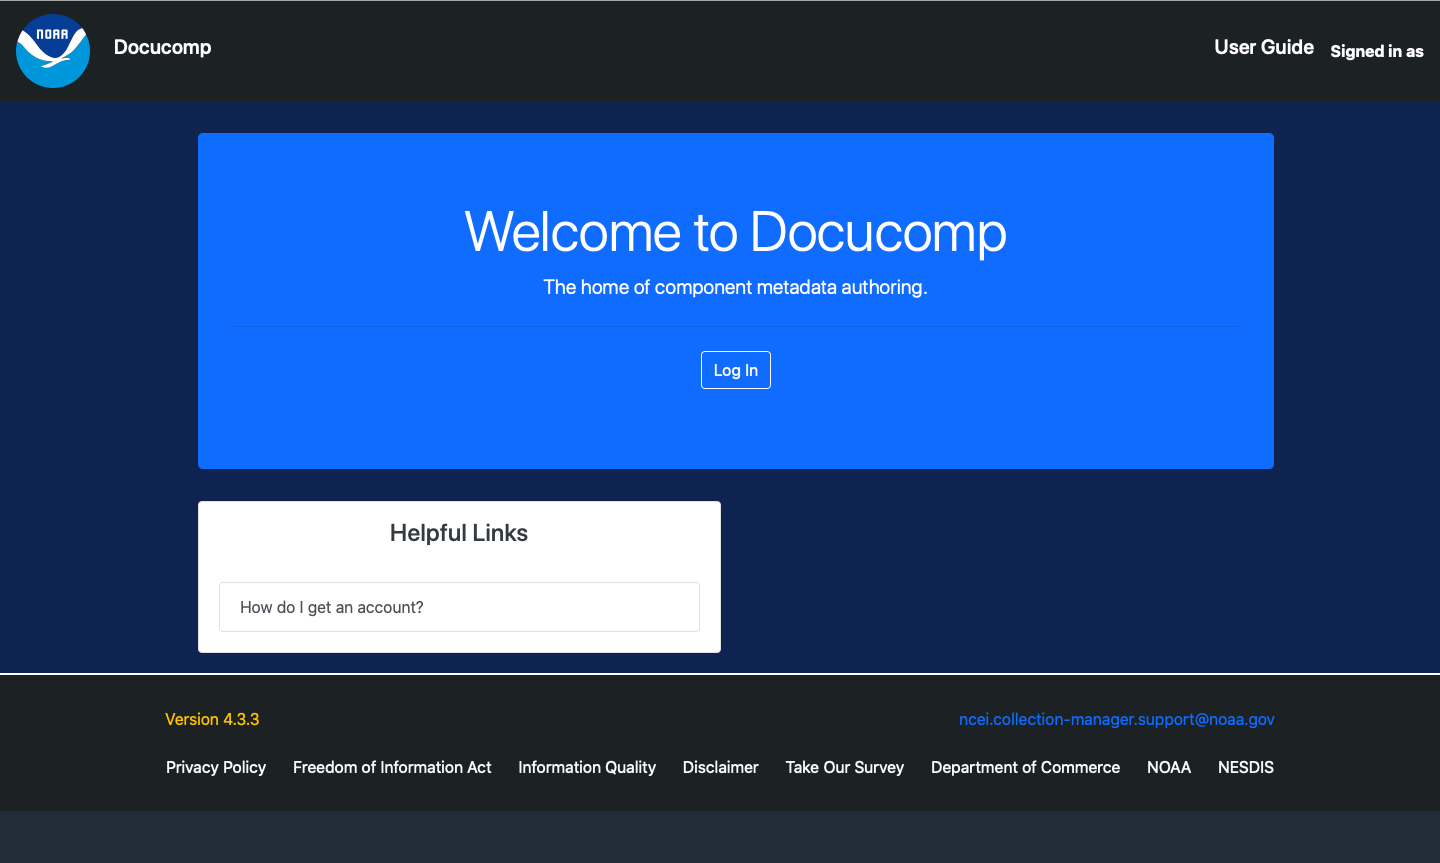 NOAA
Docucomp
User Guide
Signed in as
Welcome to Docucomp
The home of component metadata authoring.
Log In
Helpful Links
How do I get an account?
Version 4.3.3
ncei.collection-manager.support@noaa.gov
Privacy Policy Freedom of Information Act Information Quality Disclaimer Take Our Survey Department of Commerce NOAA NESDIS